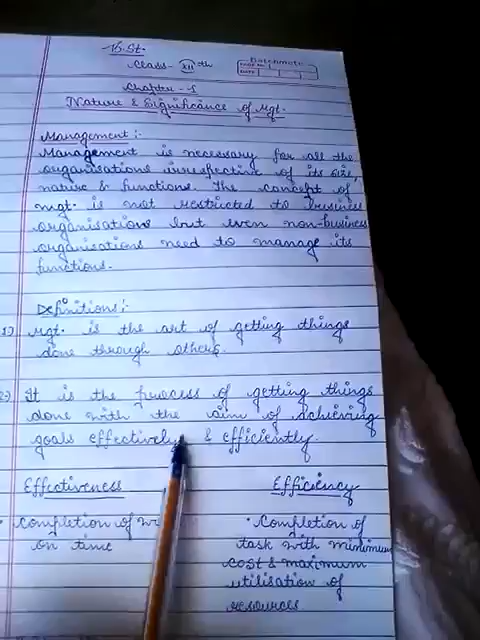 B.St.
Class - XII th
Chapter - 1
Nature & Significance of Mgt.
Management :-
Management is necessary for all the
organisations irrespective of its size,
nature & functions. The concept of
mgt. is not restricted to business
organisations but even non-business
organisations need to manage its
functions.
Definitions :-
1) Mgt. is the art of getting things
done through others.
2) It is the process of getting things
done with the aim of achieving
goals effectively & efficiently.
Effectiveness Efficiency
• Completion of • Completion of
on time task with minimum
cost & maximum
utilisation of
resources